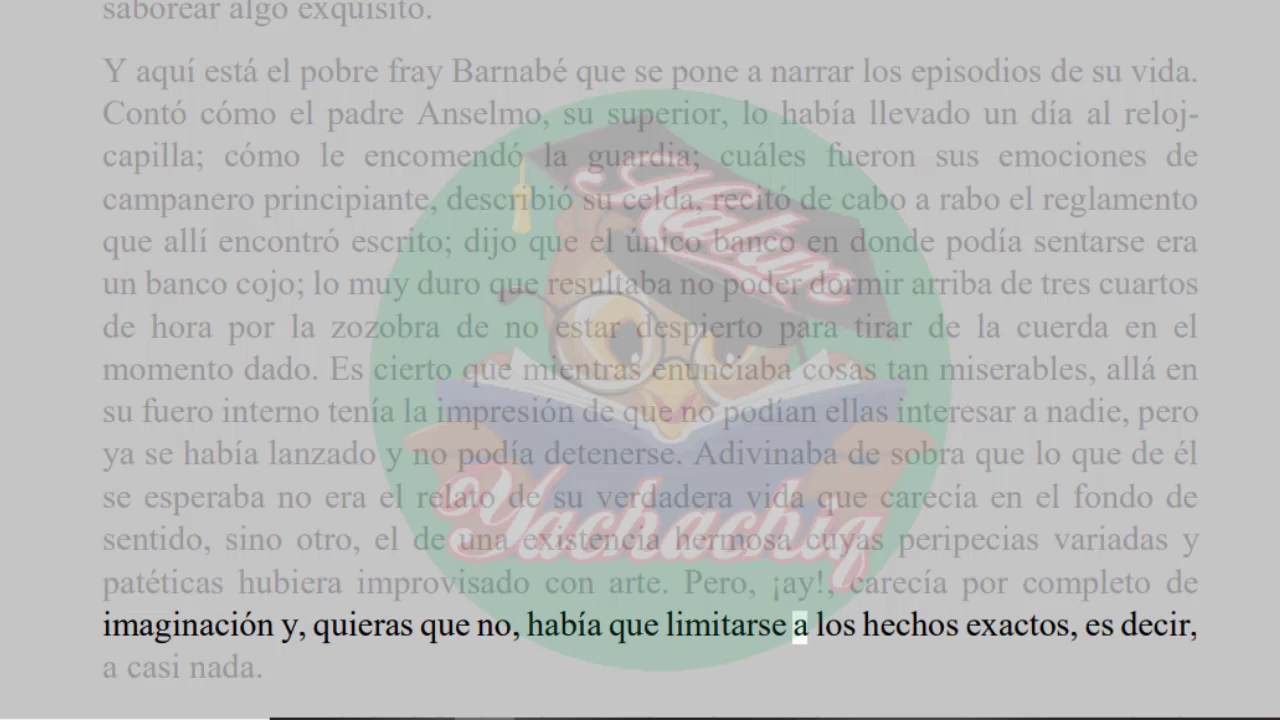 saborear algo exquisito.
Y aquí está el pobre fray Barnabé que se pone a narrar los episodios de su vida.
Contó cómo el padre Anselmo, su superior, lo había llevado un día al reloj-
capilla; cómo le encomendó la guardia; cuáles fueron sus emociones de
campanero principiante, describió su celda, recitó de cabo a rabo el reglamento
que allí encontró escrito; dijo que el único banco en donde podía sentarse era
un banco cojo; lo muy duro que resultaba no poder dormir arriba de tres cuartos
de hora por la zozobra de no estar despierto para tirar de la cuerda en el
momento dado. Es cierto que mientras enunciaba cosas tan miserables, allá en
su fuero interno tenía la impresión de que no podían ellas interesar a nadie, pero
ya se había lanzado y no podía detenerse. Adivinaba de sobra que lo que de él
se esperaba no era el relato de su verdadera vida que carecía en el fondo de
sentido, sino otro, el de una existencia hermosa cuyas peripecias variadas y
patéticas hubiera improvisado con arte. Pero, ¡ay!, carecía por completo de
imaginación y, quieras que no, había que limitarse a los hechos exactos, es decir,
a casi nada.
Hatun
Yachachiq